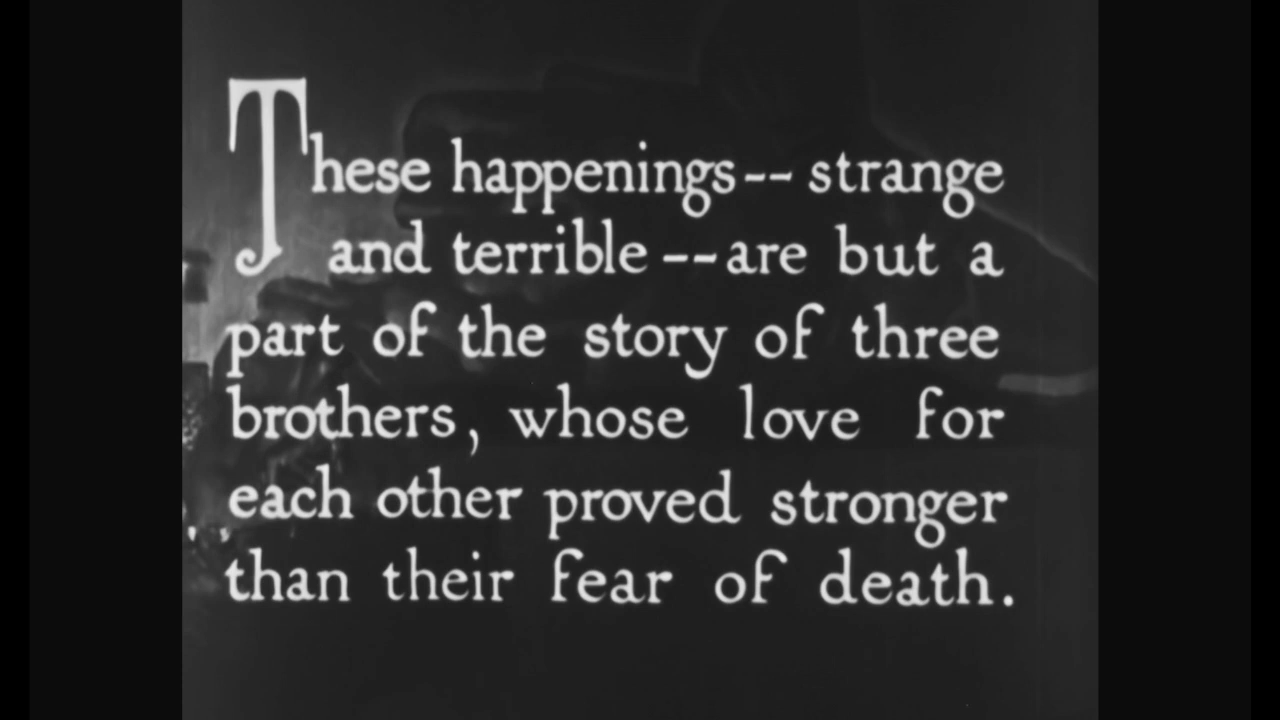 These happenings -- strange
and terrible -- are but a
part of the story of three
brothers, whose love for
each other proved stronger
than their fear of death.